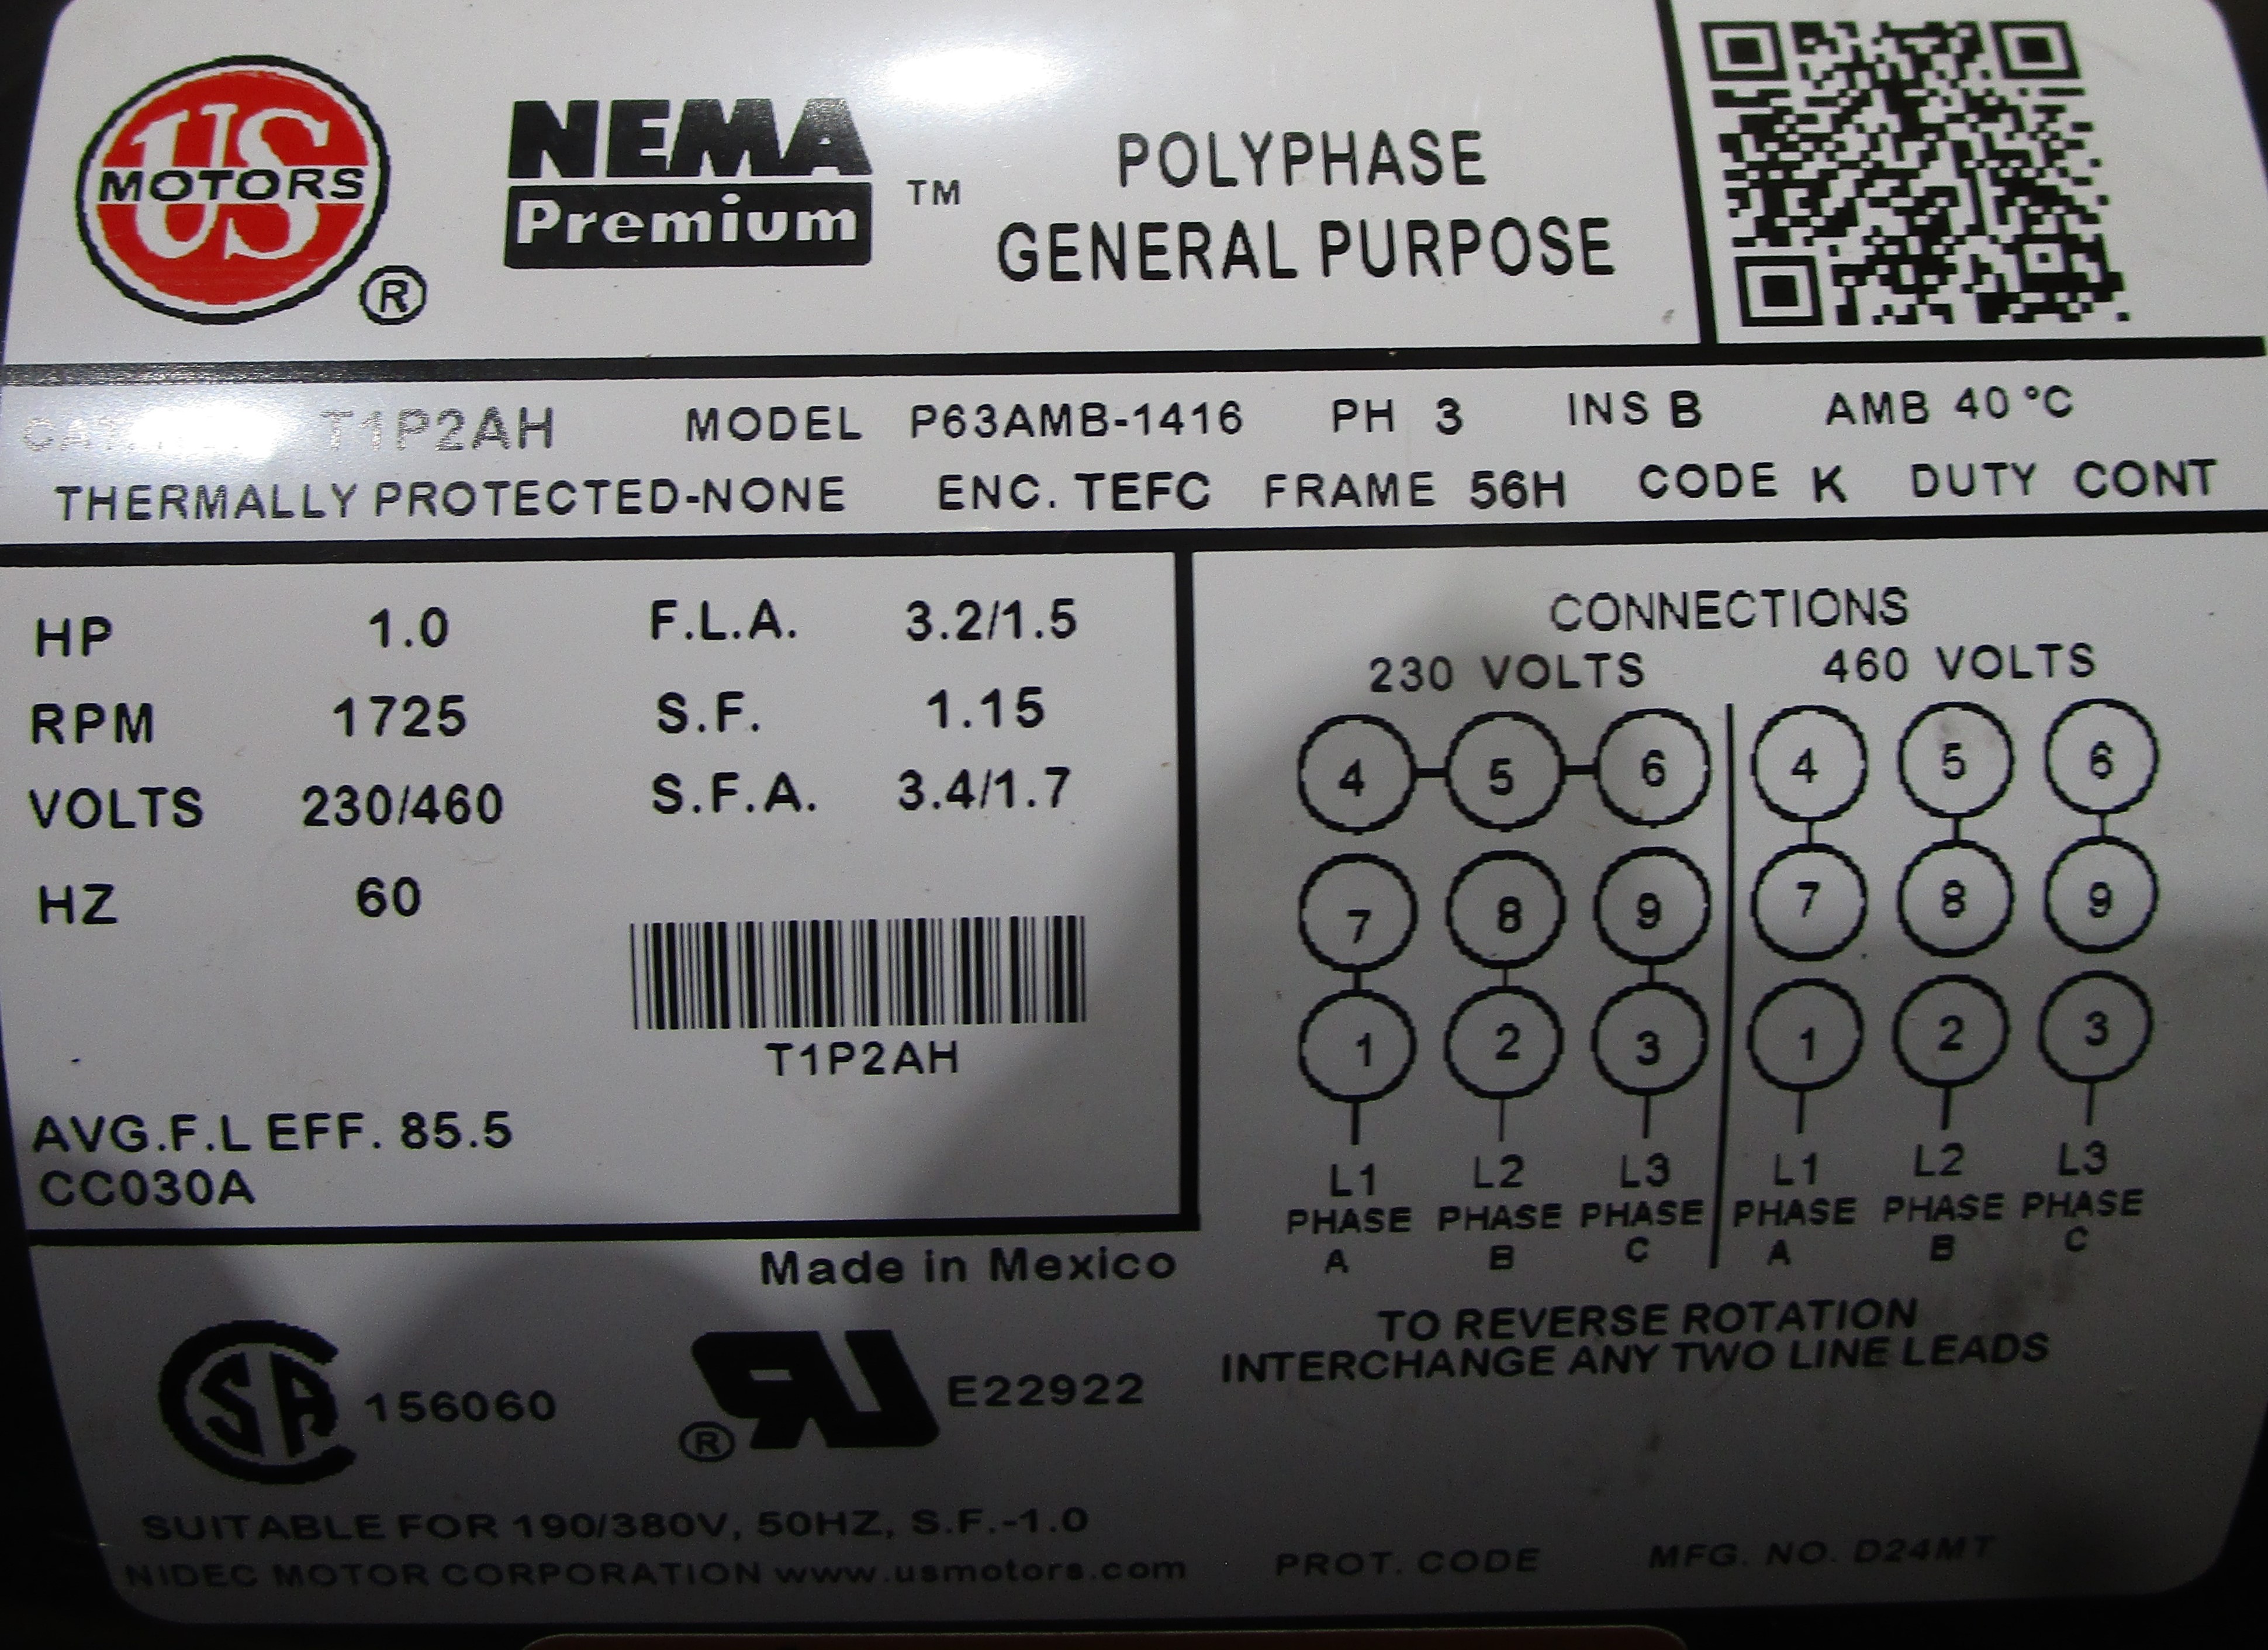 US
MOTORS
®
NEMA
Premium ™
POLYPHASE
GENERAL PURPOSE
T1P2AH MODEL P63AMB-1416 PH 3 INS B AMB 40 °C
THERMALLY PROTECTED-NONE ENC. TEFC FRAME 56H CODE K DUTY CONT
HP 1.0 F.L.A. 3.2/1.5
RPM 1725 S.F. 1.15
VOLTS 230/460 S.F.A. 3.4/1.7
HZ 60
T1P2AH
AVG.F.L EFF. 85.5
CC030A
CONNECTIONS
230 VOLTS 460 VOLTS
4 5 6 4 5 6
7 8 9 7 8 9
1 2 3 1 2 3
L1 L2 L3 L1 L2 L3
PHASE PHASE PHASE PHASE PHASE PHASE
A B C A B C
TO REVERSE ROTATION
INTERCHANGE ANY TWO LINE LEADS
Made in Mexico
CSA 156060 RU ® E22922
SUITABLE FOR 190/380V, 50HZ, S.F.-1.0
NIDEC MOTOR CORPORATION www.usmotors.com PROT. CODE MFG. NO. D24MT